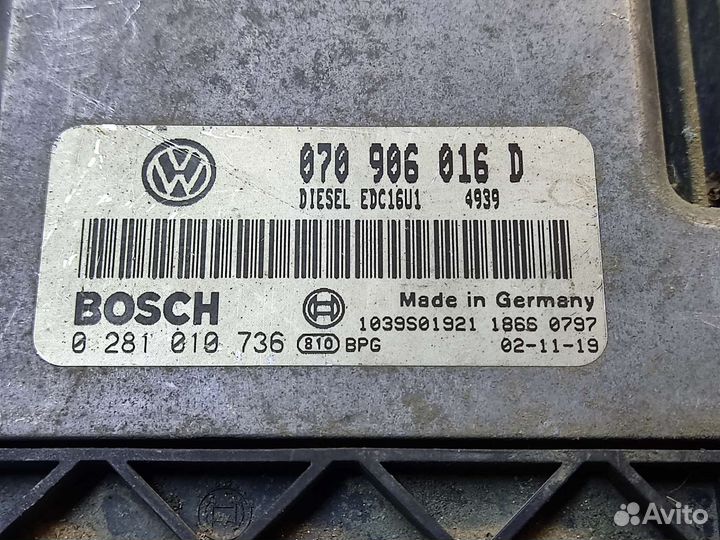 070 906 016 D
DIESEL EDC16U1 4939
BOSCH
Made in Germany
1039S01921 1866 0797
0 281 010 736 810 BPG 02-11-19
Avito